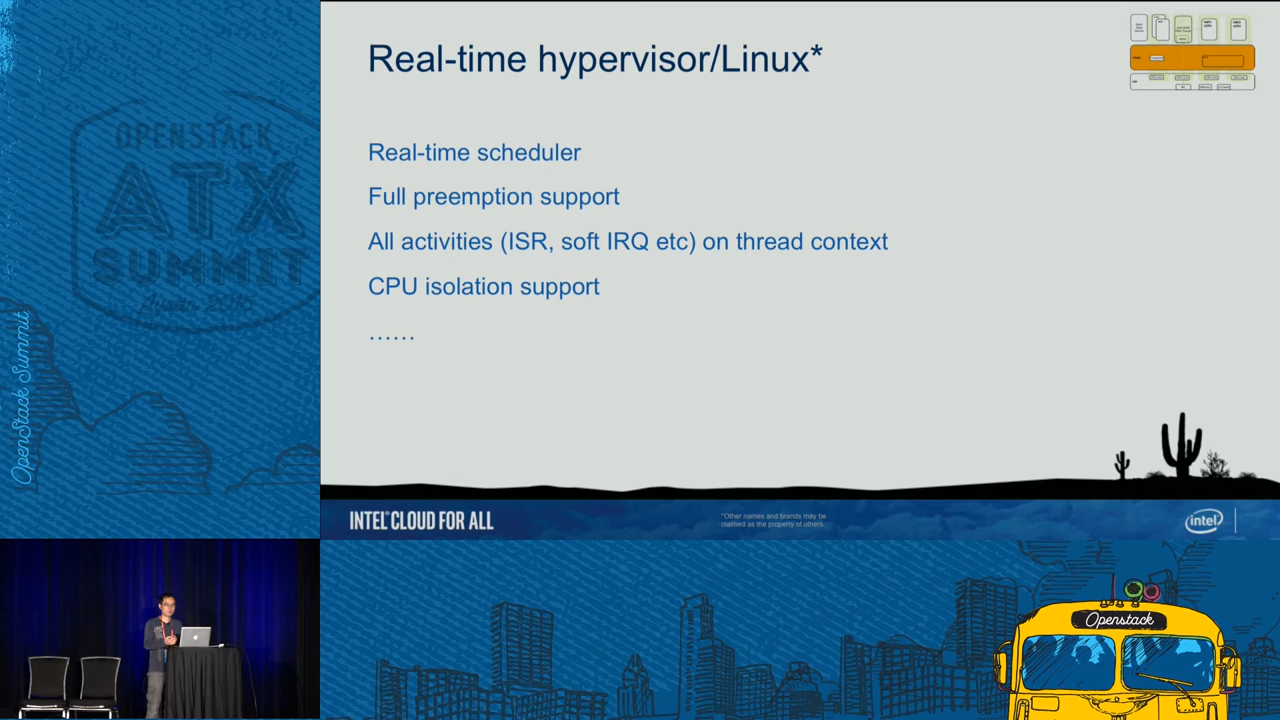 Real-time hypervisor/Linux*
Real-time scheduler
Full preemption support
All activities (ISR, soft IRQ etc) on thread context
CPU isolation support
……
INTEL® CLOUD FOR ALL
*Other names and brands may be
claimed as the property of others.
intel
OPENSTACK
ATX
SUMMIT
Austin 2016
OpenStack Summit
Openstack